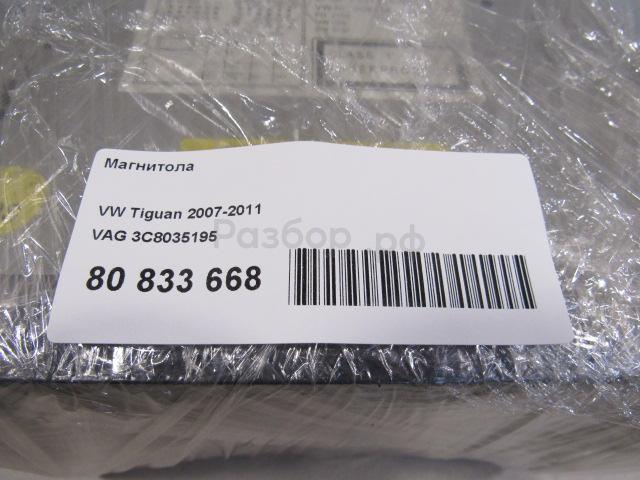 Магнитола
VW Tiguan 2007-2011
VAG 3C8035195
Разбор.рф
80 833 668